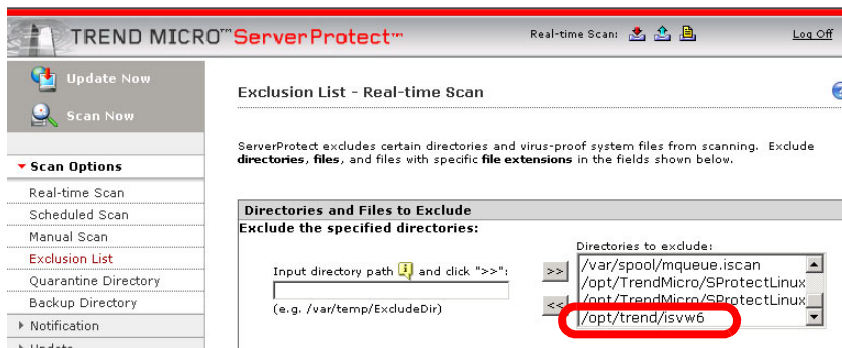 TREND MICRO™ ServerProtect™
Real-time Scan:
Log Off
Update Now
Scan Now
Scan Options
Real-time Scan
Scheduled Scan
Manual Scan
Exclusion List
Quarantine Directory
Backup Directory
Notification
Update
Exclusion List - Real-time Scan
ServerProtect excludes certain directories and virus-proof system files from scanning. Exclude
directories, files, and files with specific file extensions in the fields shown below.
Directories and Files to Exclude
Exclude the specified directories:
Input directory path and click ">>":
(e.g. /var/temp/ExcludeDir)
>>
<<
Directories to exclude:
/var/spool/mqueue.iscan
/opt/TrendMicro/SProtectLinux
/opt/TrendMicro/SProtectLinux
/opt/trend/isvw6